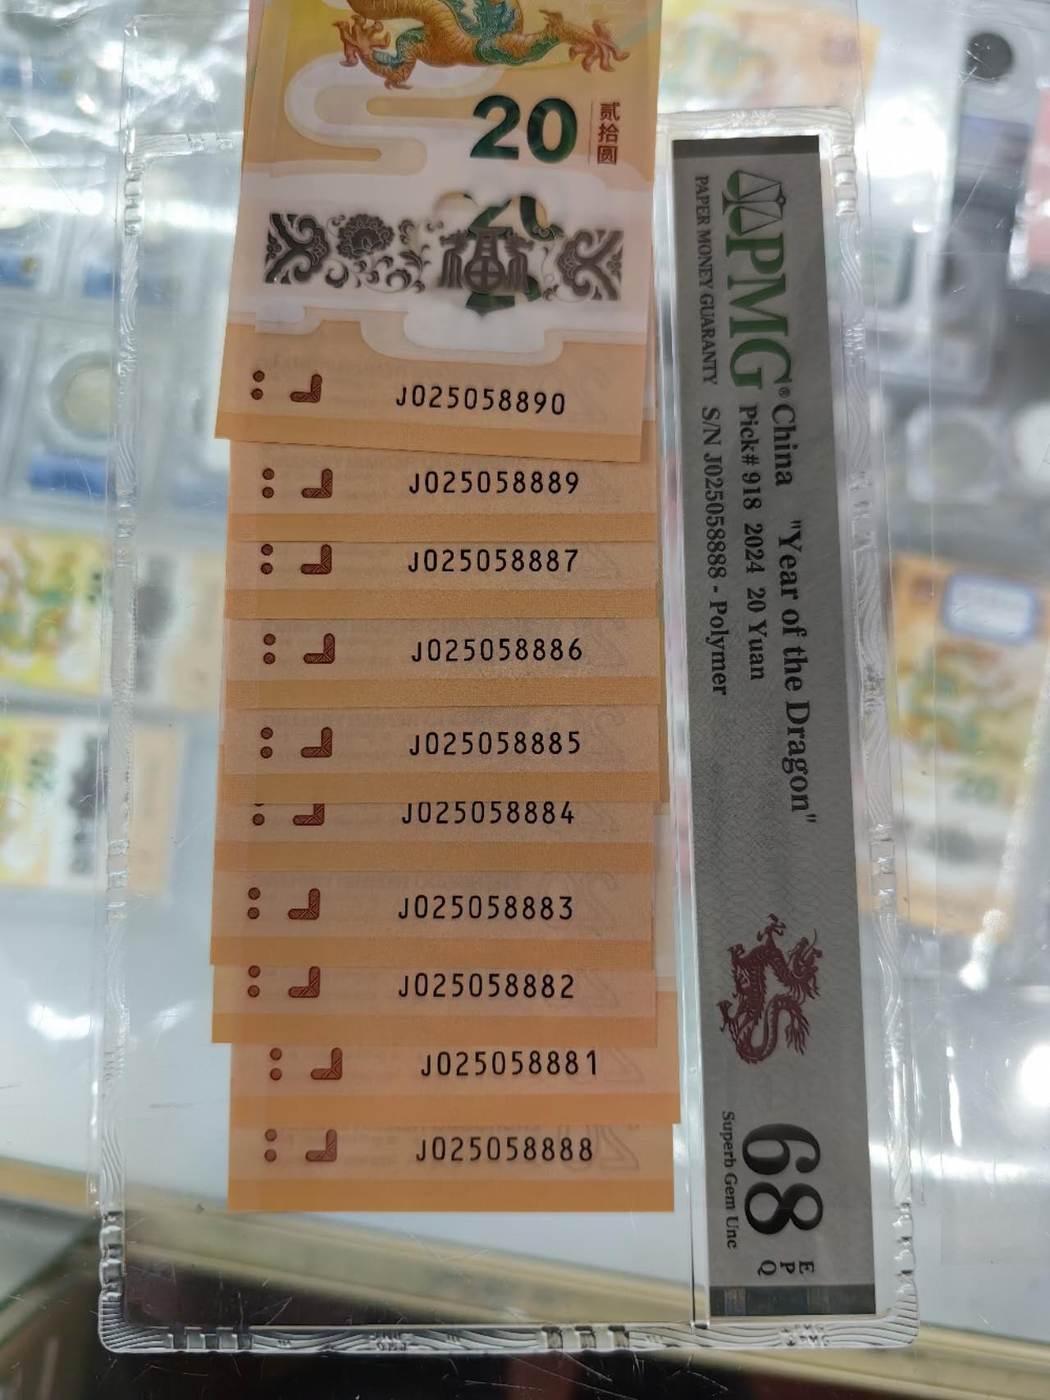 20
贰拾圆
福
J025058890
J025058889
J025058887
J025058886
J025058885
J025058884
J025058883
J025058882
J025058881
J025058888
PMG®
PAPER MONEY GUARANTY
China "Year of the Dragon"
Pick# 918 2024 20 Yuan
S/N J025058888 - Polymer
68 EPQ
Superb Gem Unc